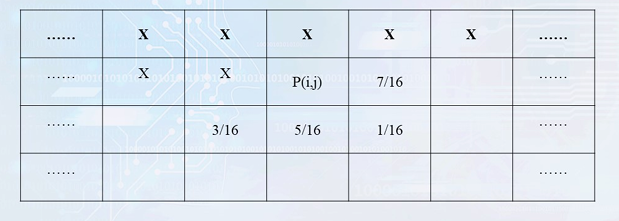 …… X X X X X ……
…… X X P(i,j) 7/16 ……
…… 3/16 5/16 1/16 ……
…… ……